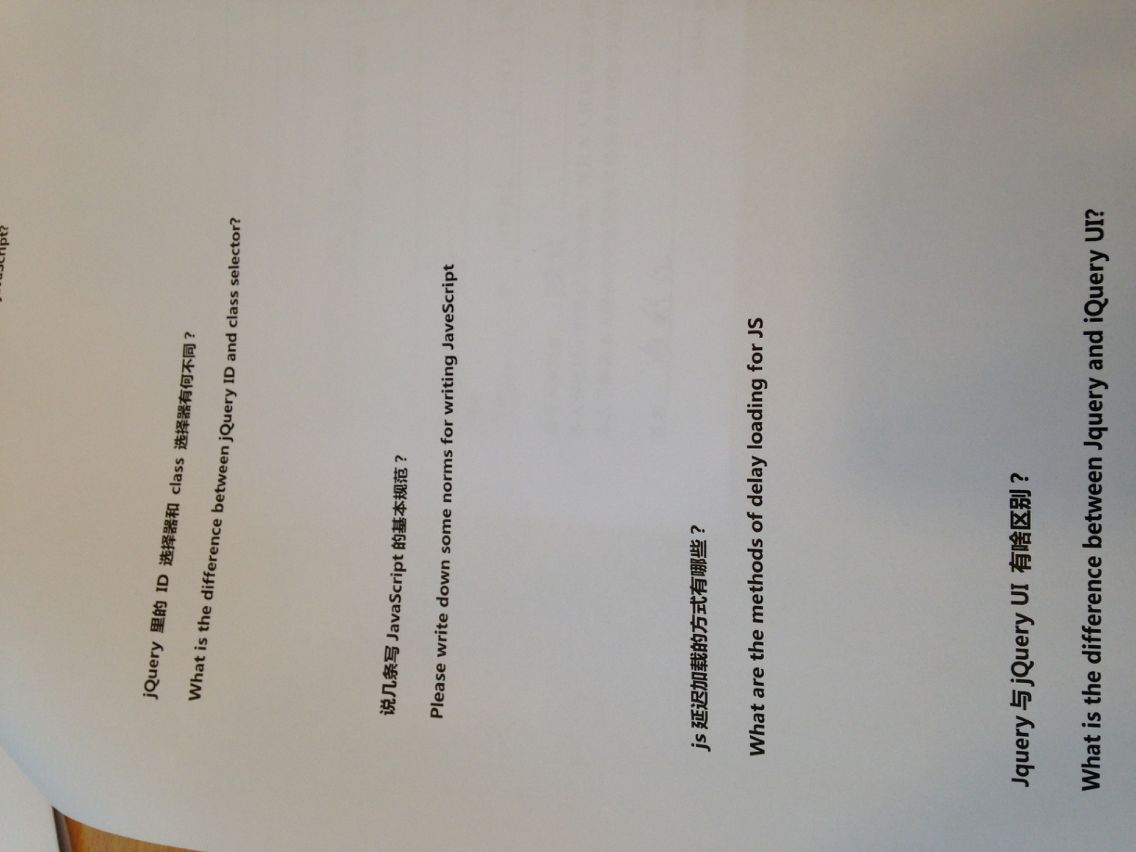 jQuery 里的 ID 选择器和 class 选择器有何不同？
What is the difference between jQuery ID and class selector?
说几条写 JavaScript 的基本规范？
Please write down some norms for writing JaveScript
js 延迟加载的方式有哪些？
What are the methods of delay loading for JS
Jquery 与 jQuery UI 有啥区别？
What is the difference between Jquery and iQuery UI?